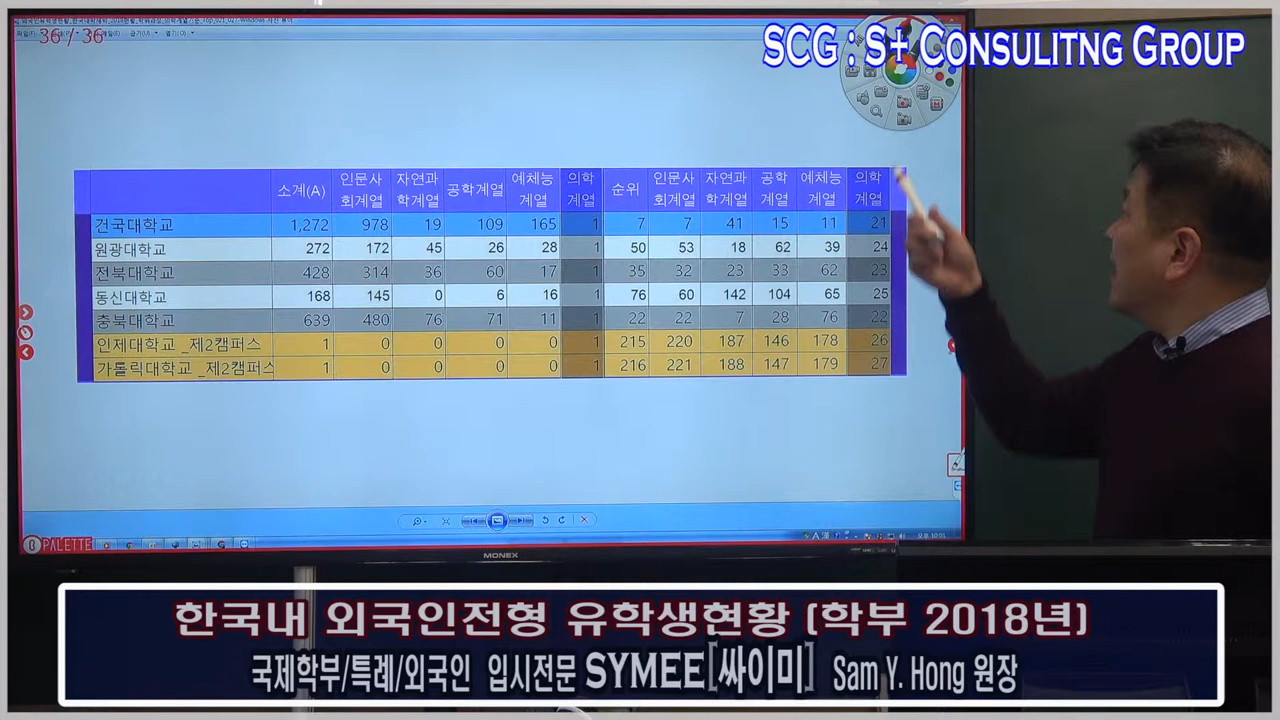 36 / 36
SCG : S+ CONSULITNG GROUP
소계(A) 인문사회계열 자연과학계열 공학계열 예체능계열 의학계열 순위 인문사회계열 자연과학계열 공학계열 예체능계열 의학계열
건국대학교 1,272 978 19 109 165 1 7 7 41 15 11 21
원광대학교 272 172 45 26 28 1 50 53 18 62 39 24
전북대학교 428 314 36 60 17 1 35 32 23 33 62 23
동신대학교 168 145 0 6 16 1 76 60 142 104 65 25
충북대학교 639 480 76 71 11 1 22 22 7 28 76 22
인제대학교 _제2캠퍼스 1 0 0 0 0 1 215 220 187 146 178 26
가톨릭대학교 _제2캠퍼스 1 0 0 0 0 1 216 221 188 147 179 27
PALETTE
MONEX
한국내 외국인전형 유학생현황 (학부 2018년)
국제학부/특례/외국인 입시전문 SYMEE[싸이미] Sam Y. Hong 원장